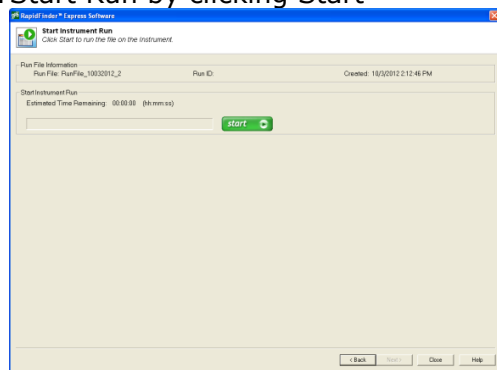 Start Run by clicking Start
RapidFinder* Express Software
Start Instrument Run
Click Start to run the file on the instrument.
Run File Information
Run File: RunFile_10032012_2 Run ID: Created: 10/3/2012 2:12:46 PM
Start Instrument Run
Estimated Time Remaining: 00:00:00 (hh:mm:ss)
start
< Back Next > Close Help